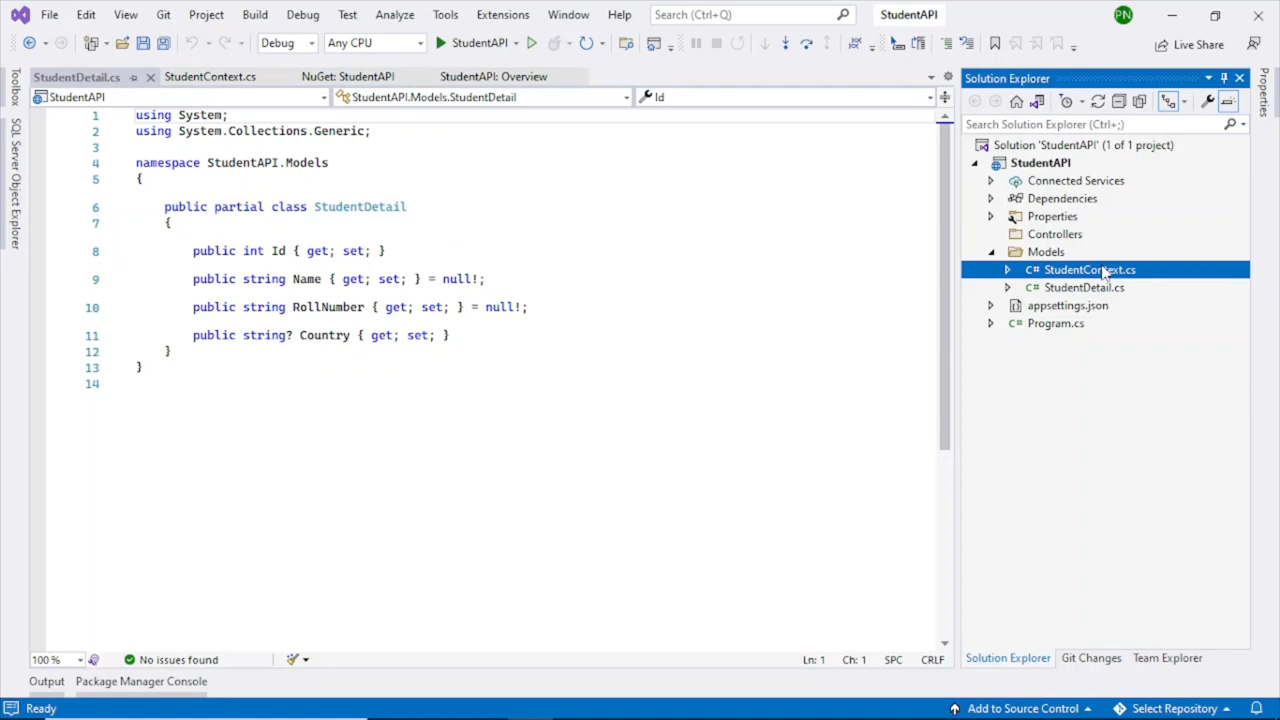 File Edit View Git Project Build Debug Test Analyze Tools Extensions Window Help Search (Ctrl+Q) StudentAPI PN
Debug Any CPU StudentAPI Live Share
StudentDetail.cs StudentContext.cs NuGet: StudentAPI StudentAPI: Overview
StudentAPI StudentAPI.Models.StudentDetail Id
1 using System;
2 using System.Collections.Generic;
3
4 namespace StudentAPI.Models
5 {
6 public partial class StudentDetail
7 {
8 public int Id { get; set; }
9 public string Name { get; set; } = null!;
10 public string RollNumber { get; set; } = null!;
11 public string? Country { get; set; }
12 }
13 }
14
100 % No issues found Ln: 1 Ch: 1 SPC CRLF
Output Package Manager Console
Toolbox
SQL Server Object Explorer
Solution Explorer
Search Solution Explorer (Ctrl+;)
Solution 'StudentAPI' (1 of 1 project)
StudentAPI
Connected Services
Dependencies
Properties
Controllers
Models
C# StudentContext.cs
C# StudentDetail.cs
appsettings.json
C# Program.cs
Solution Explorer Git Changes Team Explorer
Properties
Ready Add to Source Control Select Repository